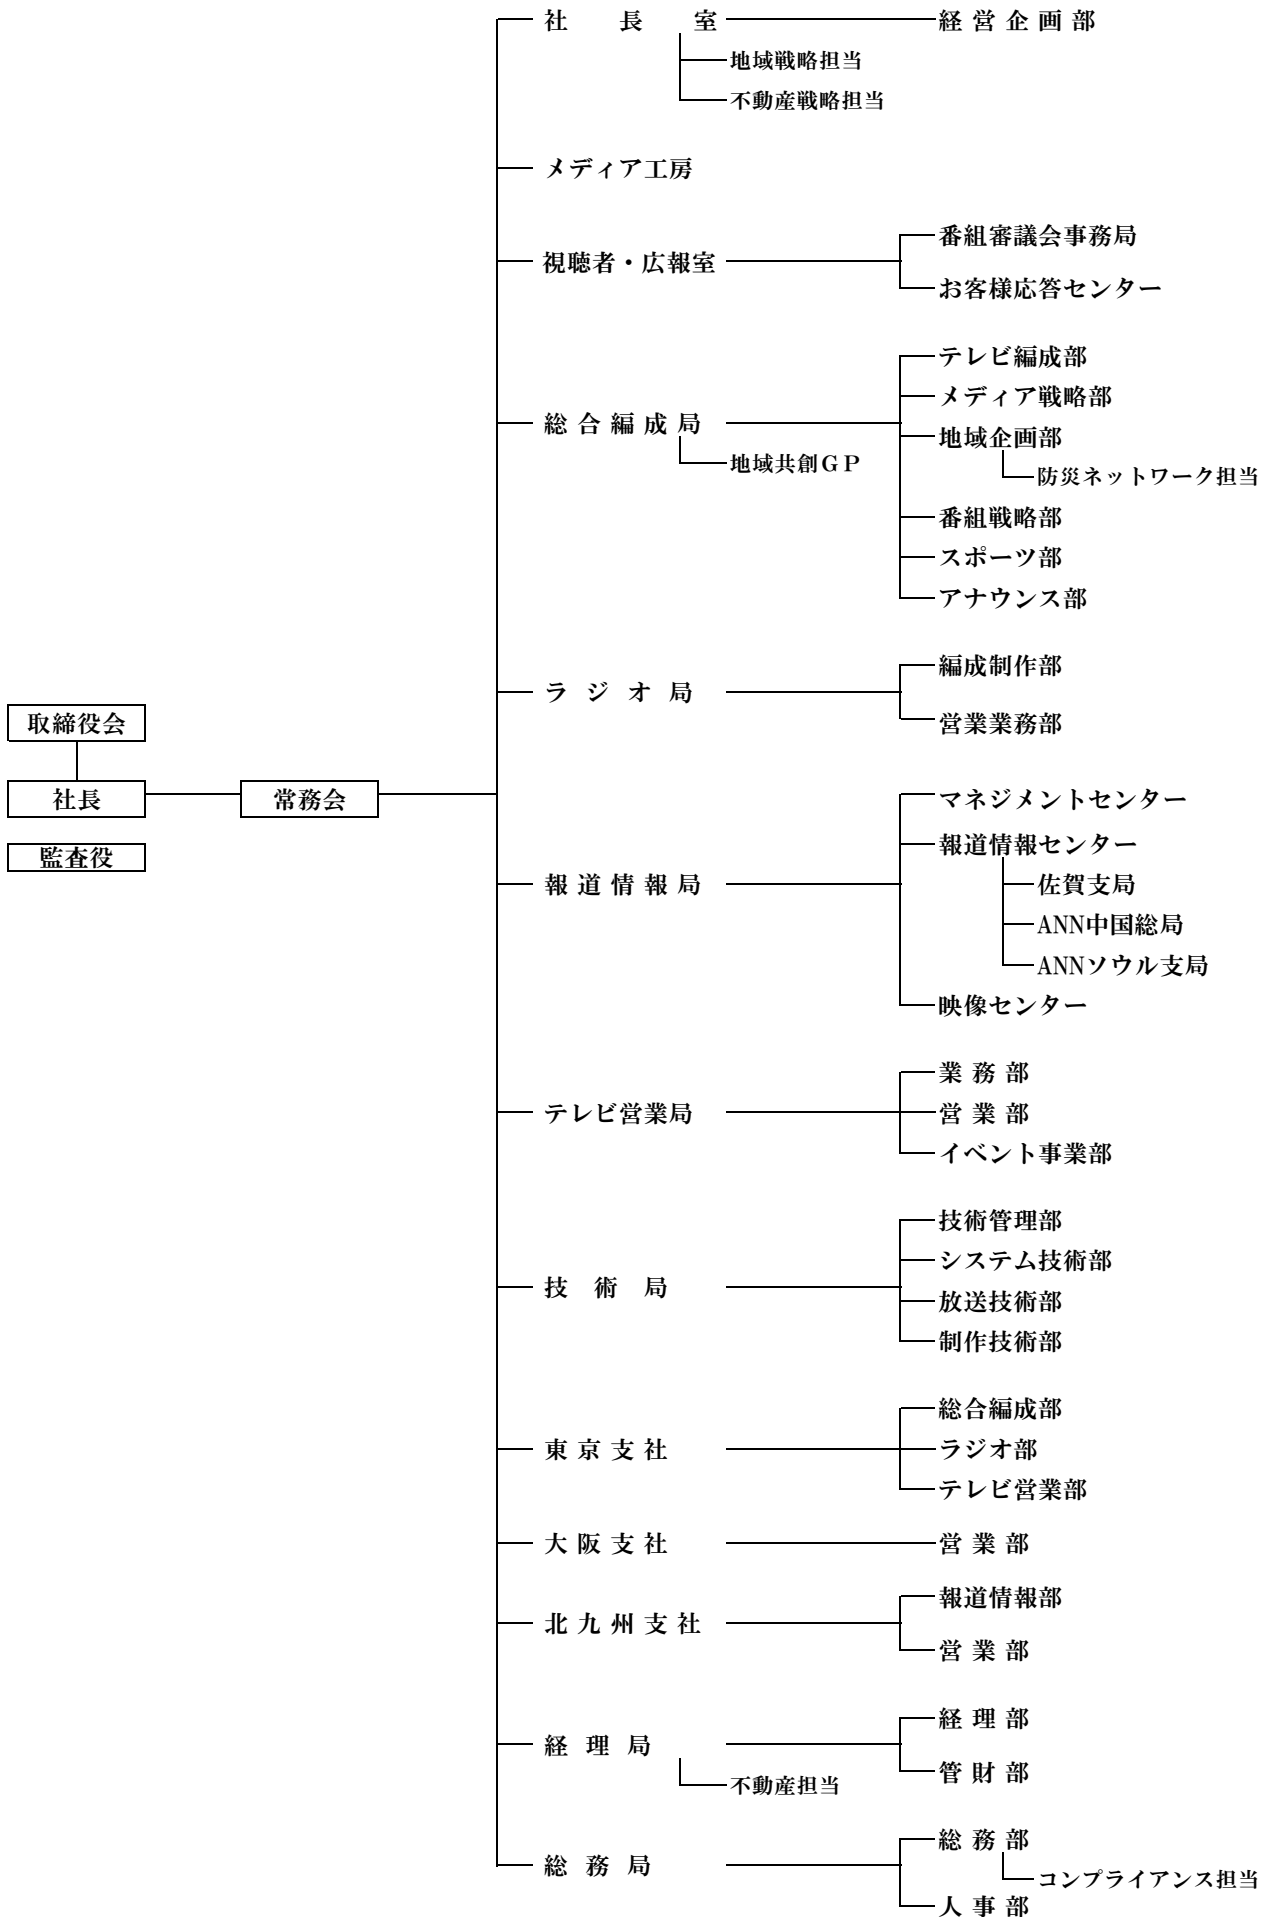 社長室
経営企画部
地域戦略担当
不動産戦略担当
メディア工房
視聴者・広報室
番組審議会事務局
お客様応答センター
総合編成局
地域共創ＧＰ
テレビ編成部
メディア戦略部
地域企画部
防災ネットワーク担当
番組戦略部
スポーツ部
アナウンス部
ラジオ局
編成制作部
営業業務部
取締役会
社長
常務会
監査役
報道情報局
マネジメントセンター
報道情報センター
佐賀支局
ANN中国総局
ANNソウル支局
映像センター
テレビ営業局
業務部
営業部
イベント事業部
技術局
技術管理部
システム技術部
放送技術部
制作技術部
東京支社
総合編成部
ラジオ部
テレビ営業部
大阪支社
営業部
北九州支社
報道情報部
営業部
経理局
不動産担当
経理部
管財部
総務局
総務部
コンプライアンス担当
人事部